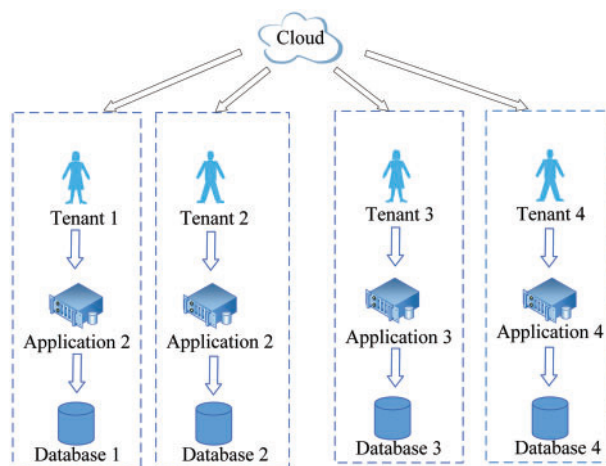 Cloud
Tenant 1
Tenant 2
Tenant 3
Tenant 4
Application 2
Application 2
Application 3
Application 4
Database 1
Database 2
Database 3
Database 4